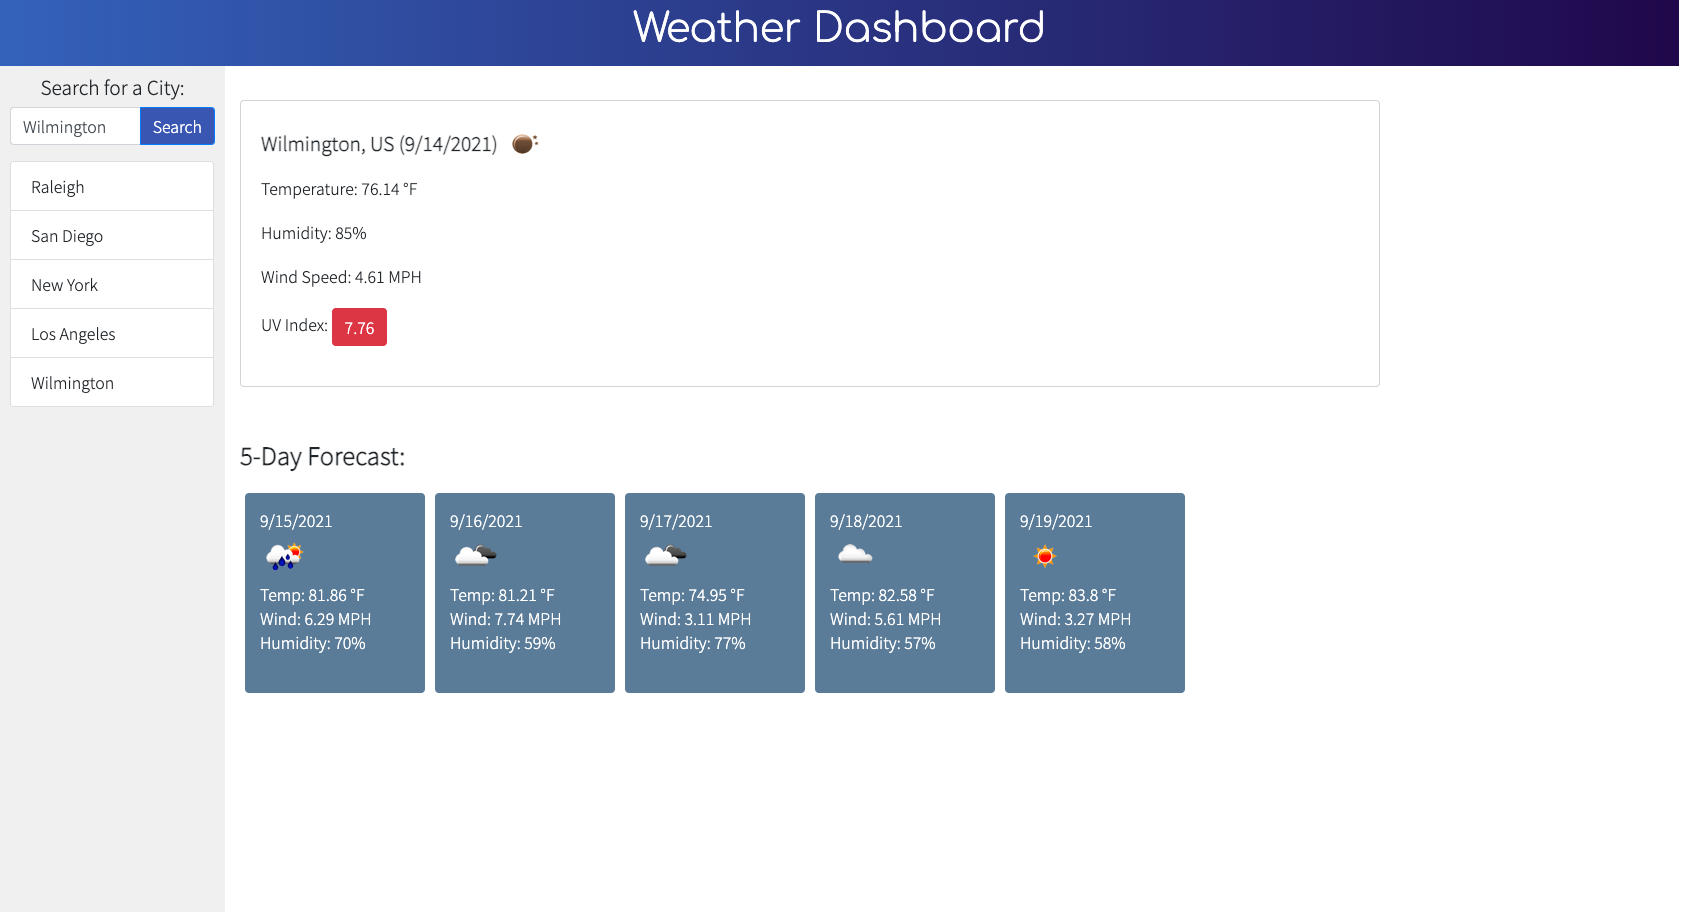 Weather Dashboard
Search for a City:
Wilmington Search
Raleigh
San Diego
New York
Los Angeles
Wilmington
Wilmington, US (9/14/2021)
Temperature: 76.14 °F
Humidity: 85%
Wind Speed: 4.61 MPH
UV Index: 7.76
5-Day Forecast:
9/15/2021
Temp: 81.86 °F
Wind: 6.29 MPH
Humidity: 70%
9/16/2021
Temp: 81.21 °F
Wind: 7.74 MPH
Humidity: 59%
9/17/2021
Temp: 74.95 °F
Wind: 3.11 MPH
Humidity: 77%
9/18/2021
Temp: 82.58 °F
Wind: 5.61 MPH
Humidity: 57%
9/19/2021
Temp: 83.8 °F
Wind: 3.27 MPH
Humidity: 58%